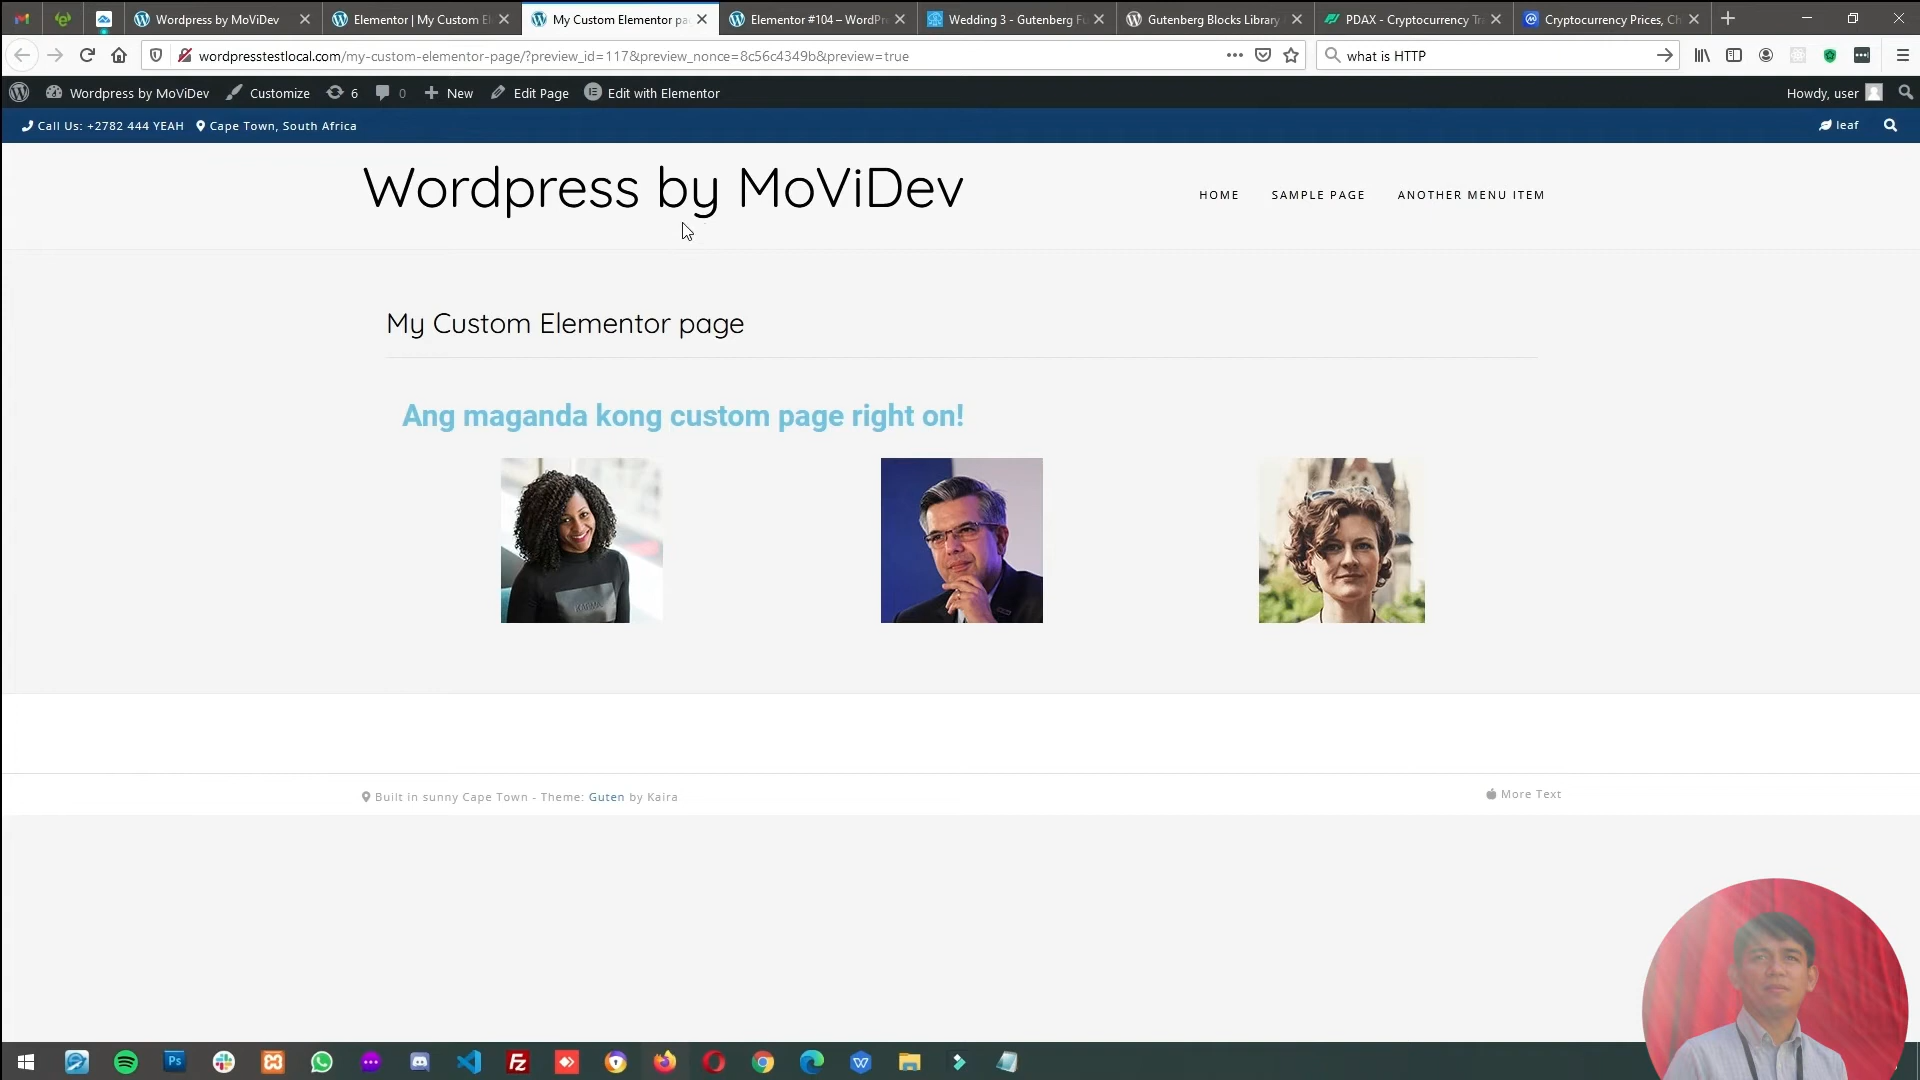 Wordpress by MoViDev
Elementor | My Custom El
My Custom Elementor pa
Elementor #104 – WordPr
Wedding 3 - Gutenberg Fu
Gutenberg Blocks Library
PDAX - Cryptocurrency Tr
Cryptocurrency Prices, Ch
wordpresstestlocal.com/my-custom-elementor-page/?preview_id=117&preview_nonce=8c56c4349b&preview=true
what is HTTP
Wordpress by MoViDev Customize 6 0 New Edit Page Edit with Elementor Howdy, user
Call Us: +2782 444 YEAH Cape Town, South Africa leaf
Wordpress by MoViDev
HOME SAMPLE PAGE ANOTHER MENU ITEM
My Custom Elementor page
Ang maganda kong custom page right on!
KARMA
Built in sunny Cape Town - Theme: Guten by Kaira
More Text
Ps
Fz